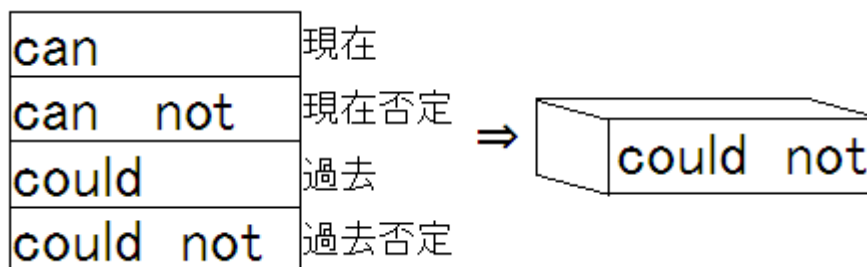 can 現在
can not 現在否定
could 過去
could not 過去否定
⇒ could not